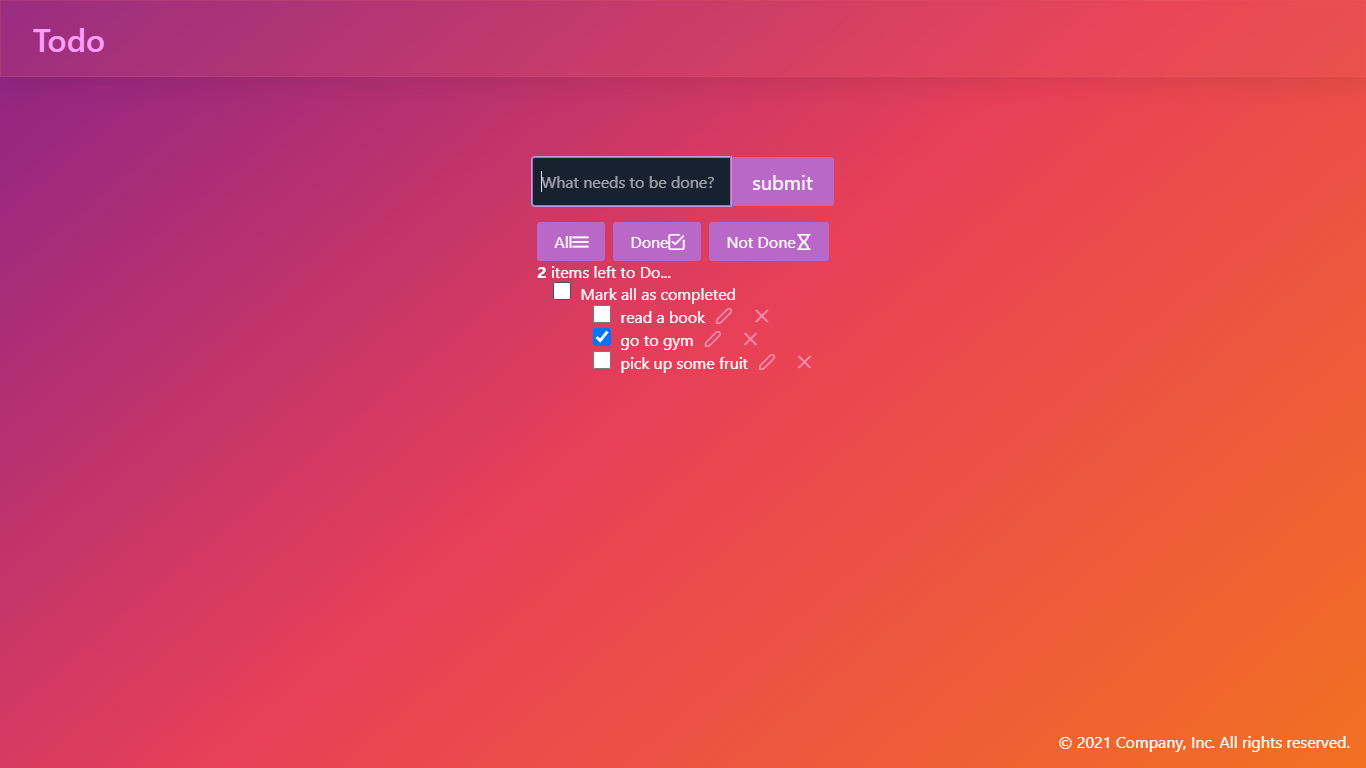 Todo
What needs to be done? submit
All Done Not Done
2 items left to Do...
Mark all as completed
read a book
go to gym
pick up some fruit
© 2021 Company, Inc. All rights reserved.